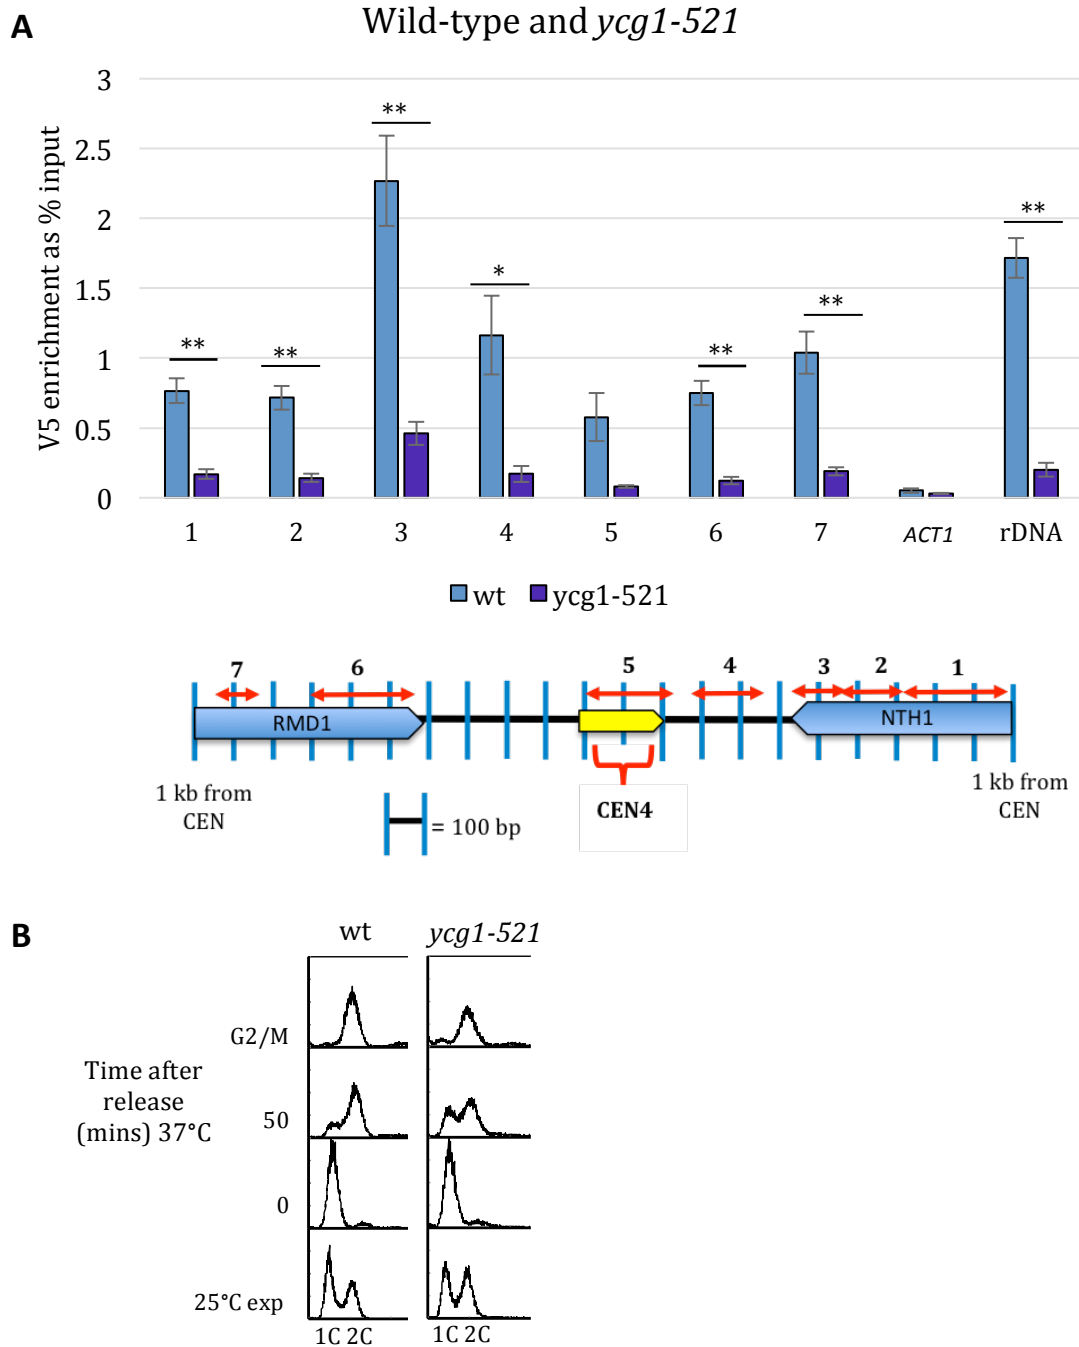 A
Wild-type and ycg1-521
V5 enrichment as % input
3
2.5
2
1.5
1
0.5
0
**
**
**
*
**
**
**
1 2 3 4 5 6 7 ACT1 rDNA
wt ycg1-521
7 6 5 4 3 2 1
RMD1 NTH1
1 kb from
CEN
CEN4
1 kb from
CEN
= 100 bp
B
wt ycg1-521
G2/M
Time after
release
(mins) 37°C
50
0
25°C exp
1C 2C 1C 2C